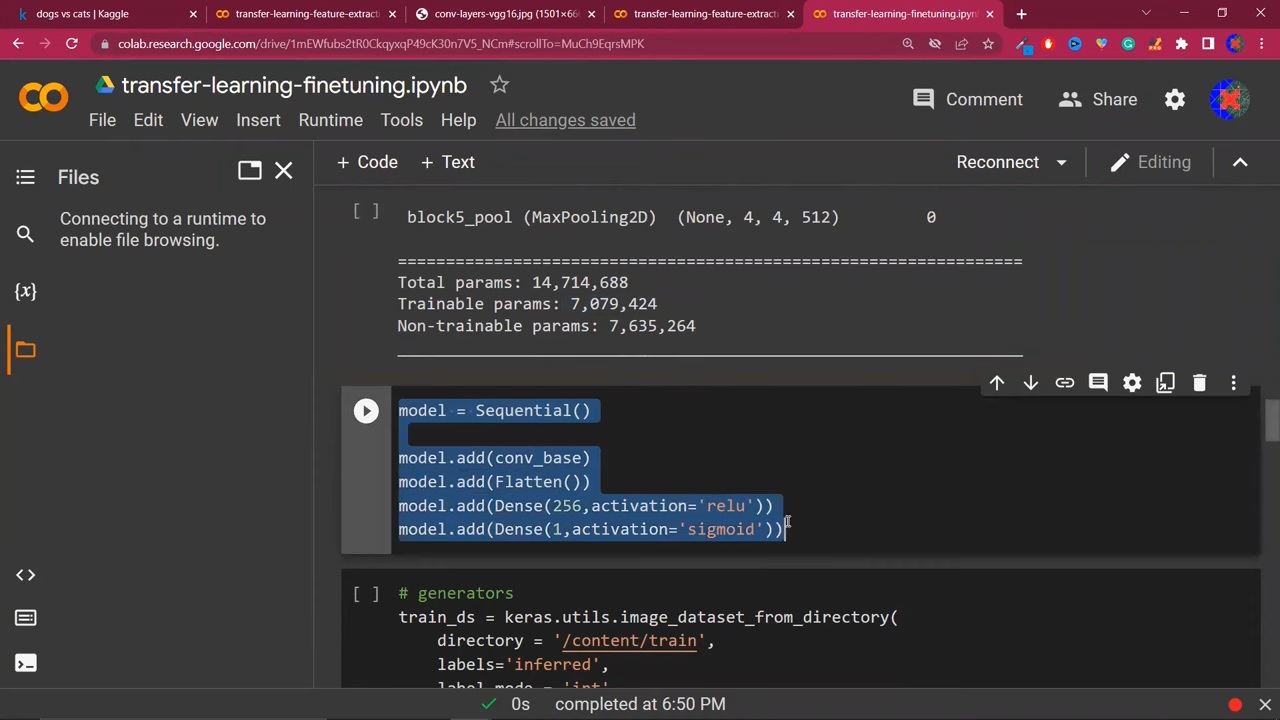 dogs vs cats | Kaggle
transfer-learning-feature-extracti
conv-layers-vgg16.jpg (1501×66
transfer-learning-feature-extracti
transfer-learning-finetuning.ipynb
colab.research.google.com/drive/1mEWfubs2tR0CkqyxqP49cK30n7V5_NCm#scrollTo=MuCh9EqrsMPK
transfer-learning-finetuning.ipynb
Comment
Share
File Edit View Insert Runtime Tools Help All changes saved
Files
+ Code + Text
Reconnect
Editing
Connecting to a runtime to
enable file browsing.
[ ] block5_pool (MaxPooling2D) (None, 4, 4, 512) 0
=================================================================
Total params: 14,714,688
Trainable params: 7,079,424
Non-trainable params: 7,635,264
_________________________________________________________________
model = Sequential()
model.add(conv_base)
model.add(Flatten())
model.add(Dense(256,activation='relu'))
model.add(Dense(1,activation='sigmoid'))
[ ] # generators
train_ds = keras.utils.image_dataset_from_directory(
directory = '/content/train',
labels='inferred',
label_mode = 'int'
{x}
0s completed at 6:50 PM